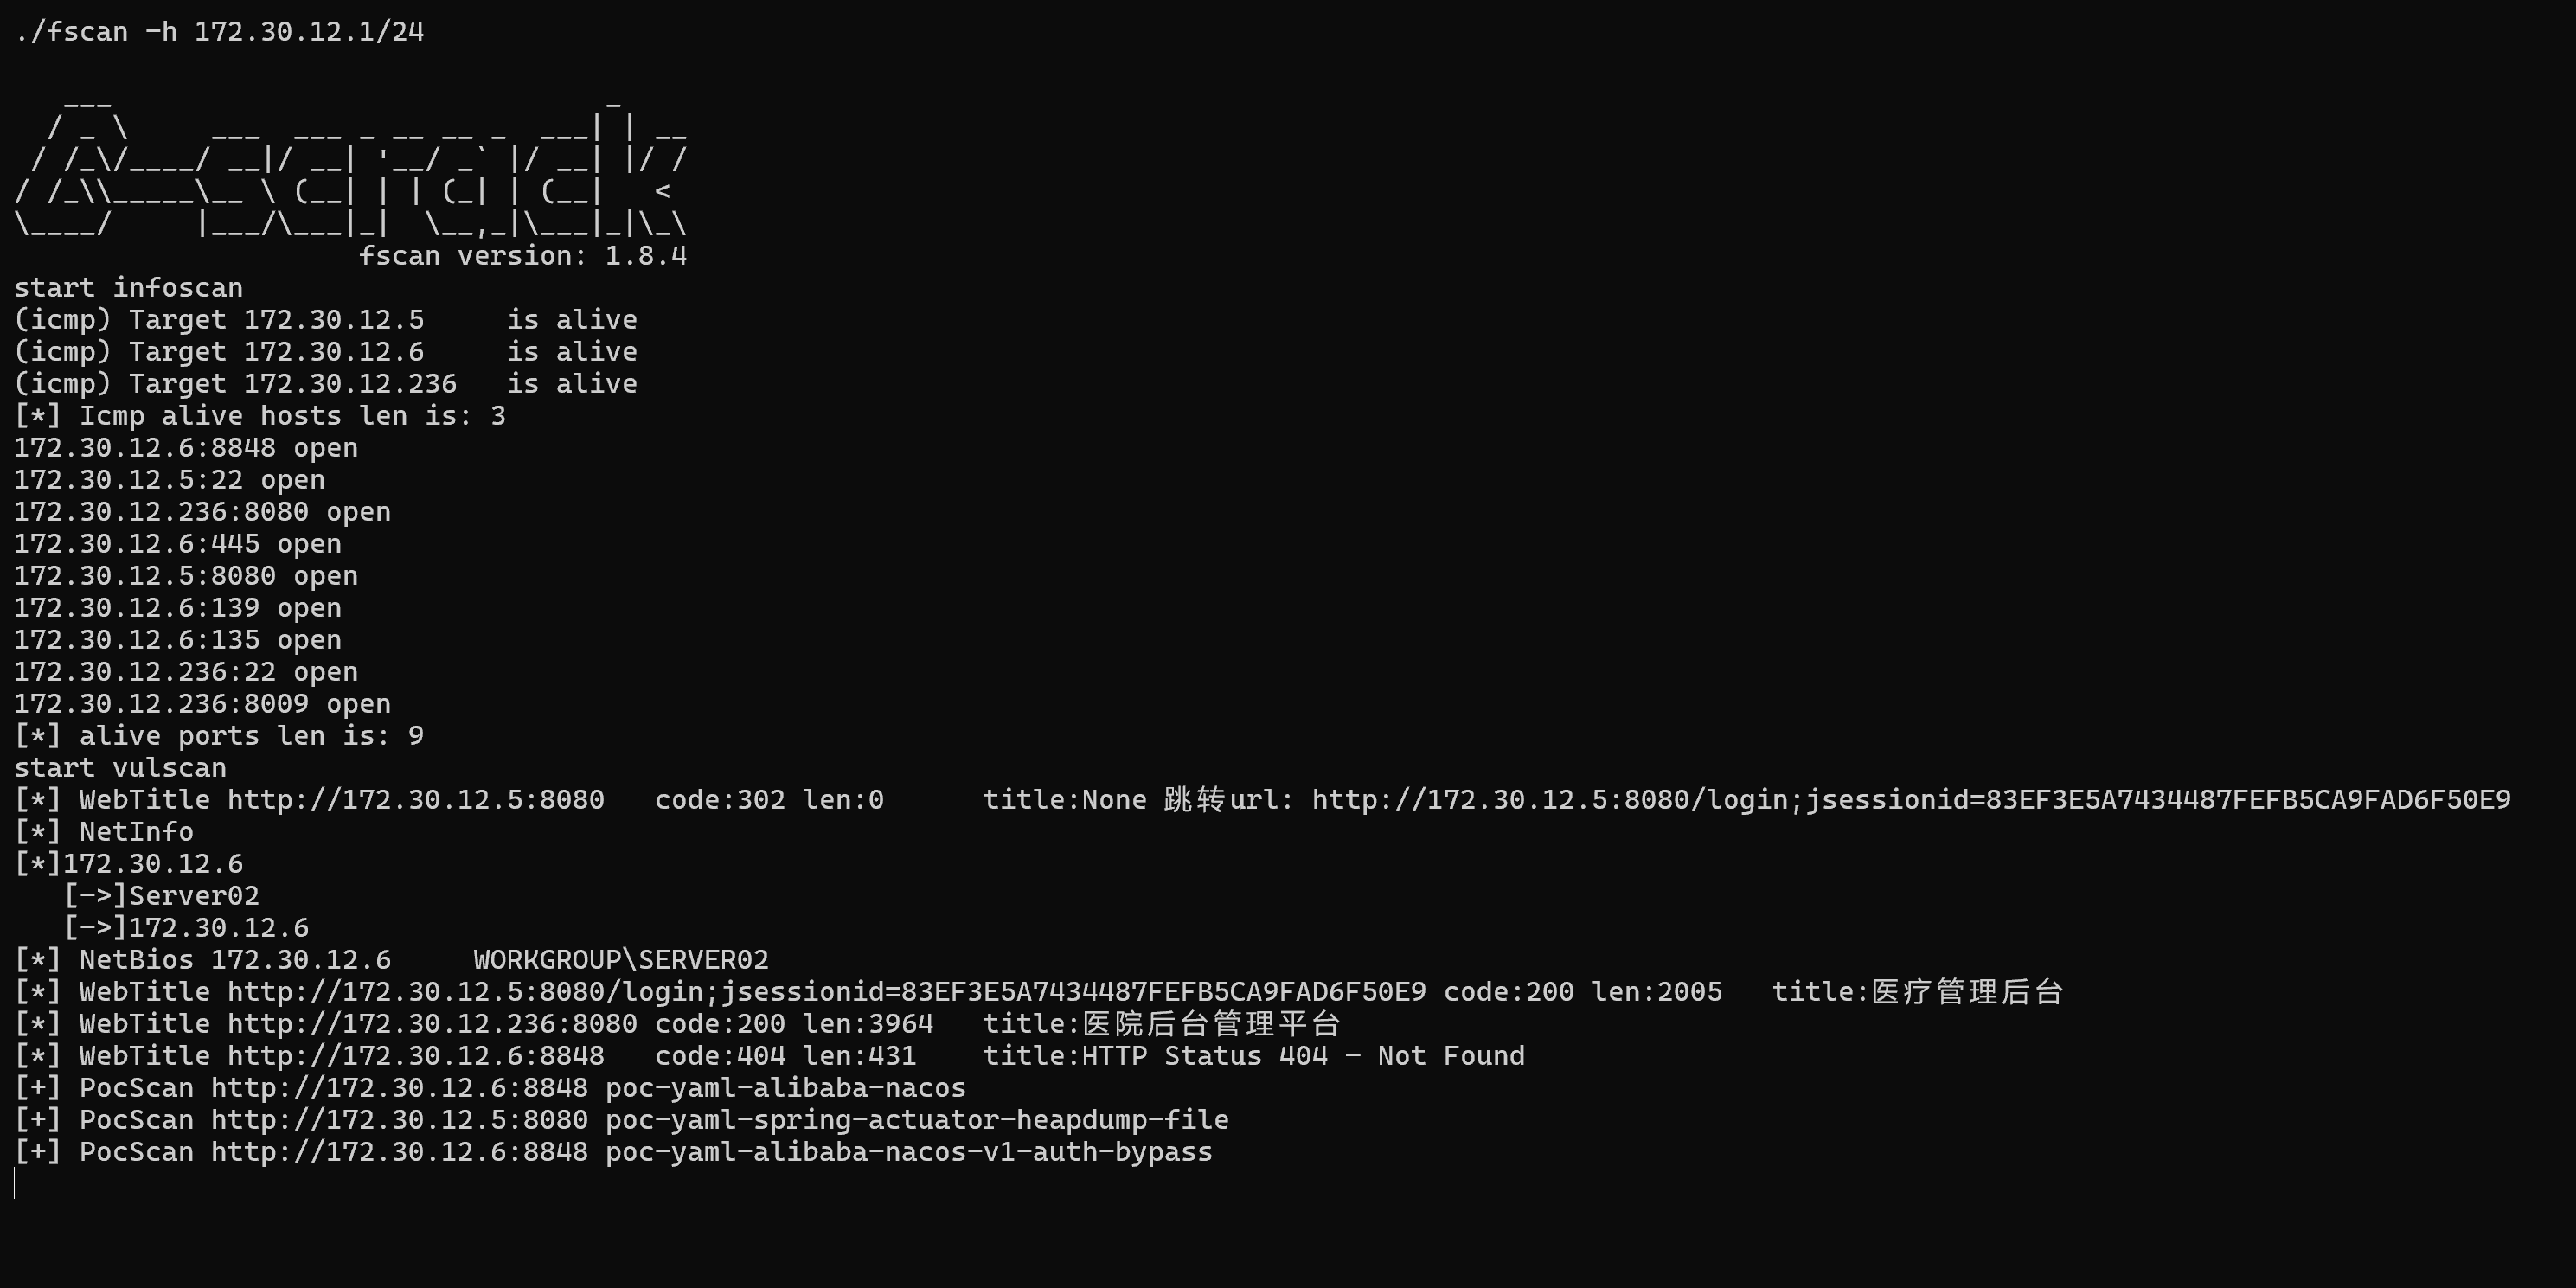 ./fscan -h 172.30.12.1/24
   ___                              _
  / _ \     ___  ___ _ __ __ _  ___| | __
 / /_\/____/ __|/ __| '__/ _` |/ __| |/ /
/ /_\\_____\__ \ (__| | | (_| | (__|   <
\____/     |___/\___|_|  \__,_|\___|_|\_\
                     fscan version: 1.8.4
start infoscan
(icmp) Target 172.30.12.5     is alive
(icmp) Target 172.30.12.6     is alive
(icmp) Target 172.30.12.236   is alive
[*] Icmp alive hosts len is: 3
172.30.12.6:8848 open
172.30.12.5:22 open
172.30.12.236:8080 open
172.30.12.6:445 open
172.30.12.5:8080 open
172.30.12.6:139 open
172.30.12.6:135 open
172.30.12.236:22 open
172.30.12.236:8009 open
[*] alive ports len is: 9
start vulscan
[*] WebTitle http://172.30.12.5:8080   code:302 len:0      title:None 跳转url: http://172.30.12.5:8080/login;jsessionid=83EF3E5A7434487FEFB5CA9FAD6F50E9
[*] NetInfo
[*]172.30.12.6
   [->]Server02
   [->]172.30.12.6
[*] NetBios 172.30.12.6     WORKGROUP\SERVER02
[*] WebTitle http://172.30.12.5:8080/login;jsessionid=83EF3E5A7434487FEFB5CA9FAD6F50E9 code:200 len:2005   title:医疗管理后台
[*] WebTitle http://172.30.12.236:8080 code:200 len:3964   title:医院后台管理平台
[*] WebTitle http://172.30.12.6:8848   code:404 len:431    title:HTTP Status 404 – Not Found
[+] PocScan http://172.30.12.6:8848 poc-yaml-alibaba-nacos
[+] PocScan http://172.30.12.5:8080 poc-yaml-spring-actuator-heapdump-file
[+] PocScan http://172.30.12.6:8848 poc-yaml-alibaba-nacos-v1-auth-bypass